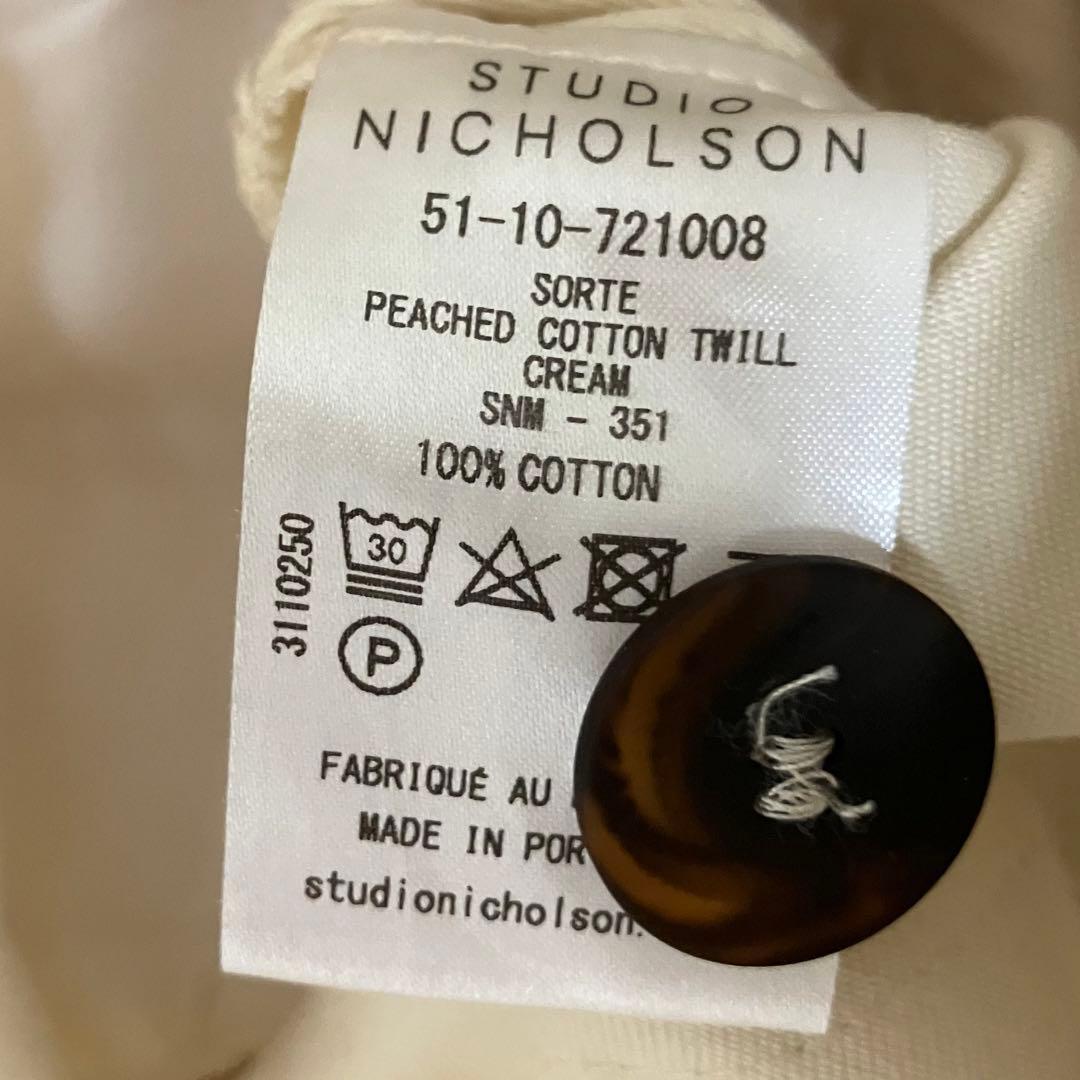 STUDIO
NICHOLSON
51-10-721008
SORTE
PEACHED COTTON TWILL
CREAM
SNM - 351
100% COTTON
30
3110250
P
FABRIQUÉ AU
MADE IN POR
studionicholson.